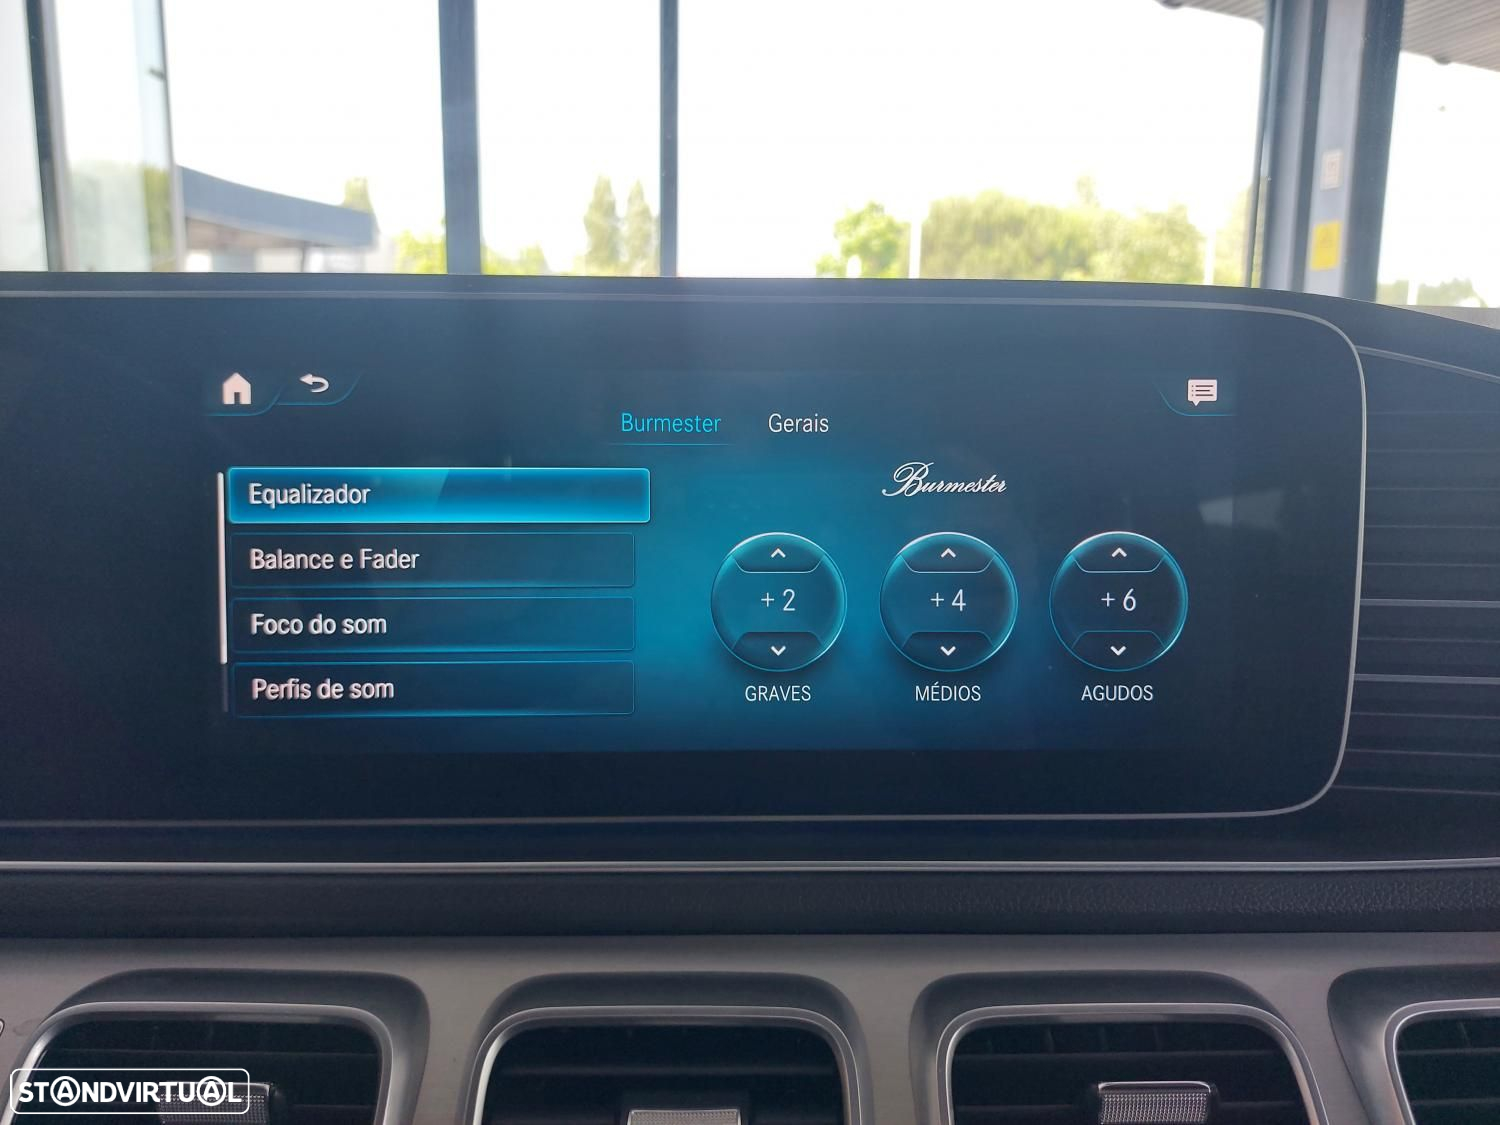 Burmester Gerais
Burmester
Equalizador
Balance e Fader
Foco do som
Perfis de som
+ 2 + 4 + 6
GRAVES MÉDIOS AGUDOS
STANDVIRTUAL